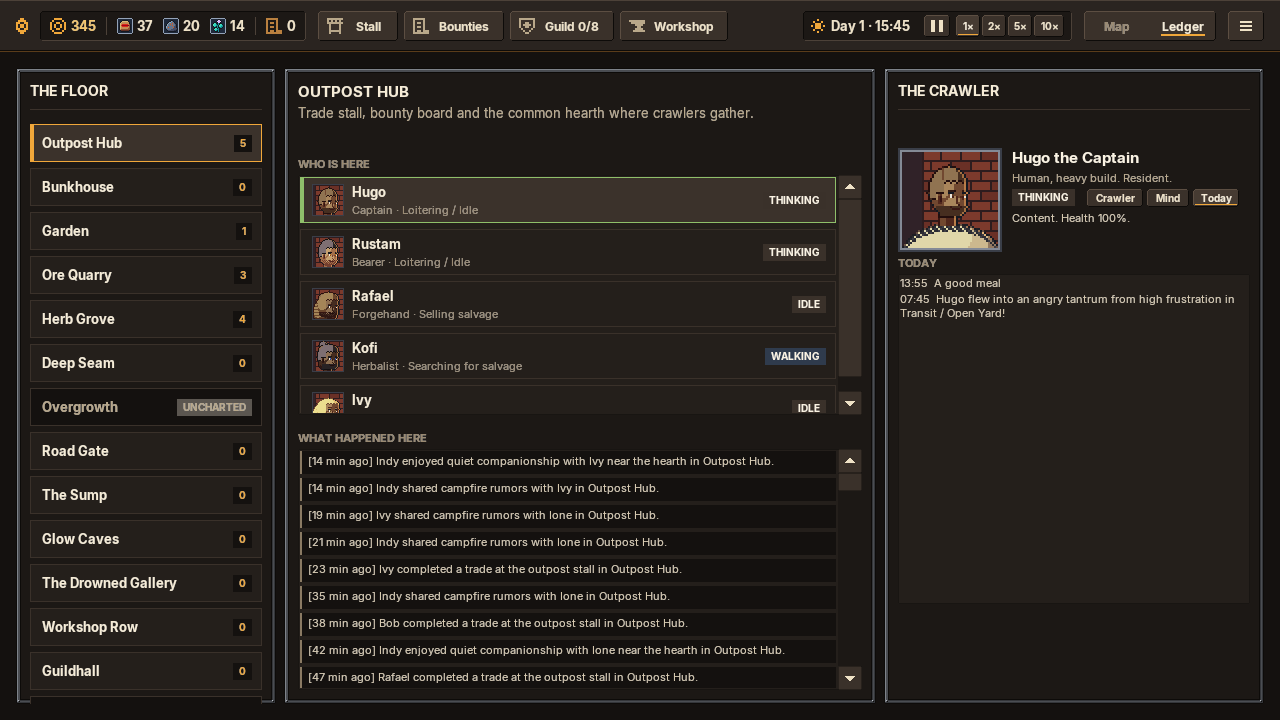 345 37 20 14 0 Stall Bounties Guild 0/8 Workshop Day 1 · 15:45 1× 2× 5× 10× Map Ledger
THE FLOOR
Outpost Hub 5
Bunkhouse 0
Garden 1
Ore Quarry 3
Herb Grove 4
Deep Seam 0
Overgrowth UNCHARTED
Road Gate 0
The Sump 0
Glow Caves 0
The Drowned Gallery 0
Workshop Row 0
Guildhall 0
OUTPOST HUB
Trade stall, bounty board and the common hearth where crawlers gather.
WHO IS HERE
Hugo
Captain · Loitering / Idle
THINKING
Rustam
Bearer · Loitering / Idle
THINKING
Rafael
Forgehand · Selling salvage
IDLE
Kofi
Herbalist · Searching for salvage
WALKING
Ivy
IDLE
WHAT HAPPENED HERE
[14 min ago] Indy enjoyed quiet companionship with Ivy near the hearth in Outpost Hub.
[14 min ago] Indy shared campfire rumors with Ivy in Outpost Hub.
[19 min ago] Ivy shared campfire rumors with Ione in Outpost Hub.
[21 min ago] Indy shared campfire rumors with Ione in Outpost Hub.
[23 min ago] Ivy completed a trade at the outpost stall in Outpost Hub.
[35 min ago] Indy shared campfire rumors with Ione in Outpost Hub.
[38 min ago] Bob completed a trade at the outpost stall in Outpost Hub.
[42 min ago] Indy enjoyed quiet companionship with Ione near the hearth in Outpost Hub.
[47 min ago] Rafael completed a trade at the outpost stall in Outpost Hub.
THE CRAWLER
Hugo the Captain
Human, heavy build. Resident.
THINKING Crawler Mind Today
Content. Health 100%.
TODAY
13:55 A good meal
07:45 Hugo flew into an angry tantrum from high frustration in
Transit / Open Yard!